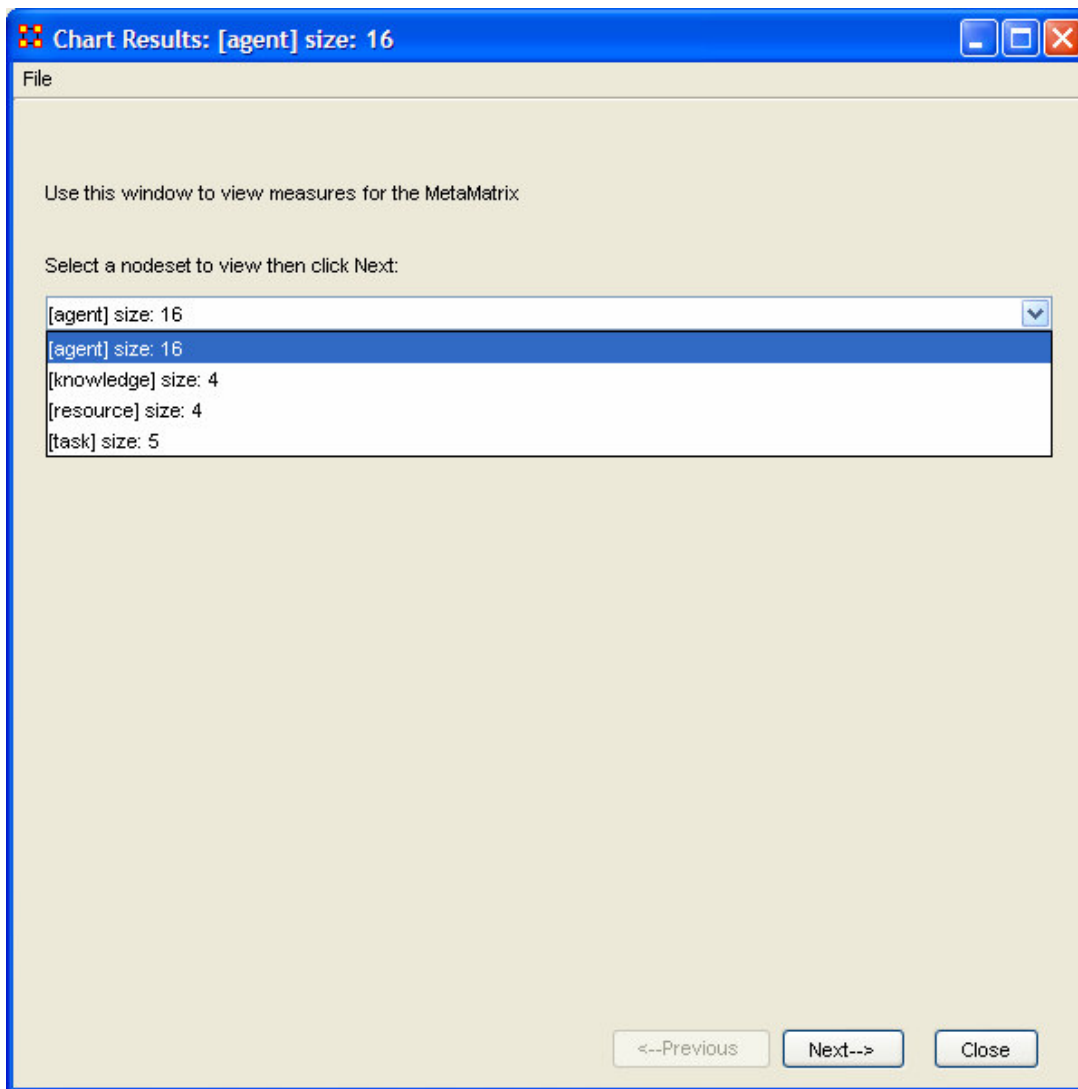 Chart Results: [agent] size: 16
File
Use this window to view measures for the MetaMatrix
Select a nodeset to view then click Next:
[agent] size: 16
[agent] size: 16
[knowledge] size: 4
[resource] size: 4
[task] size: 5
<--Previous Next--> Close